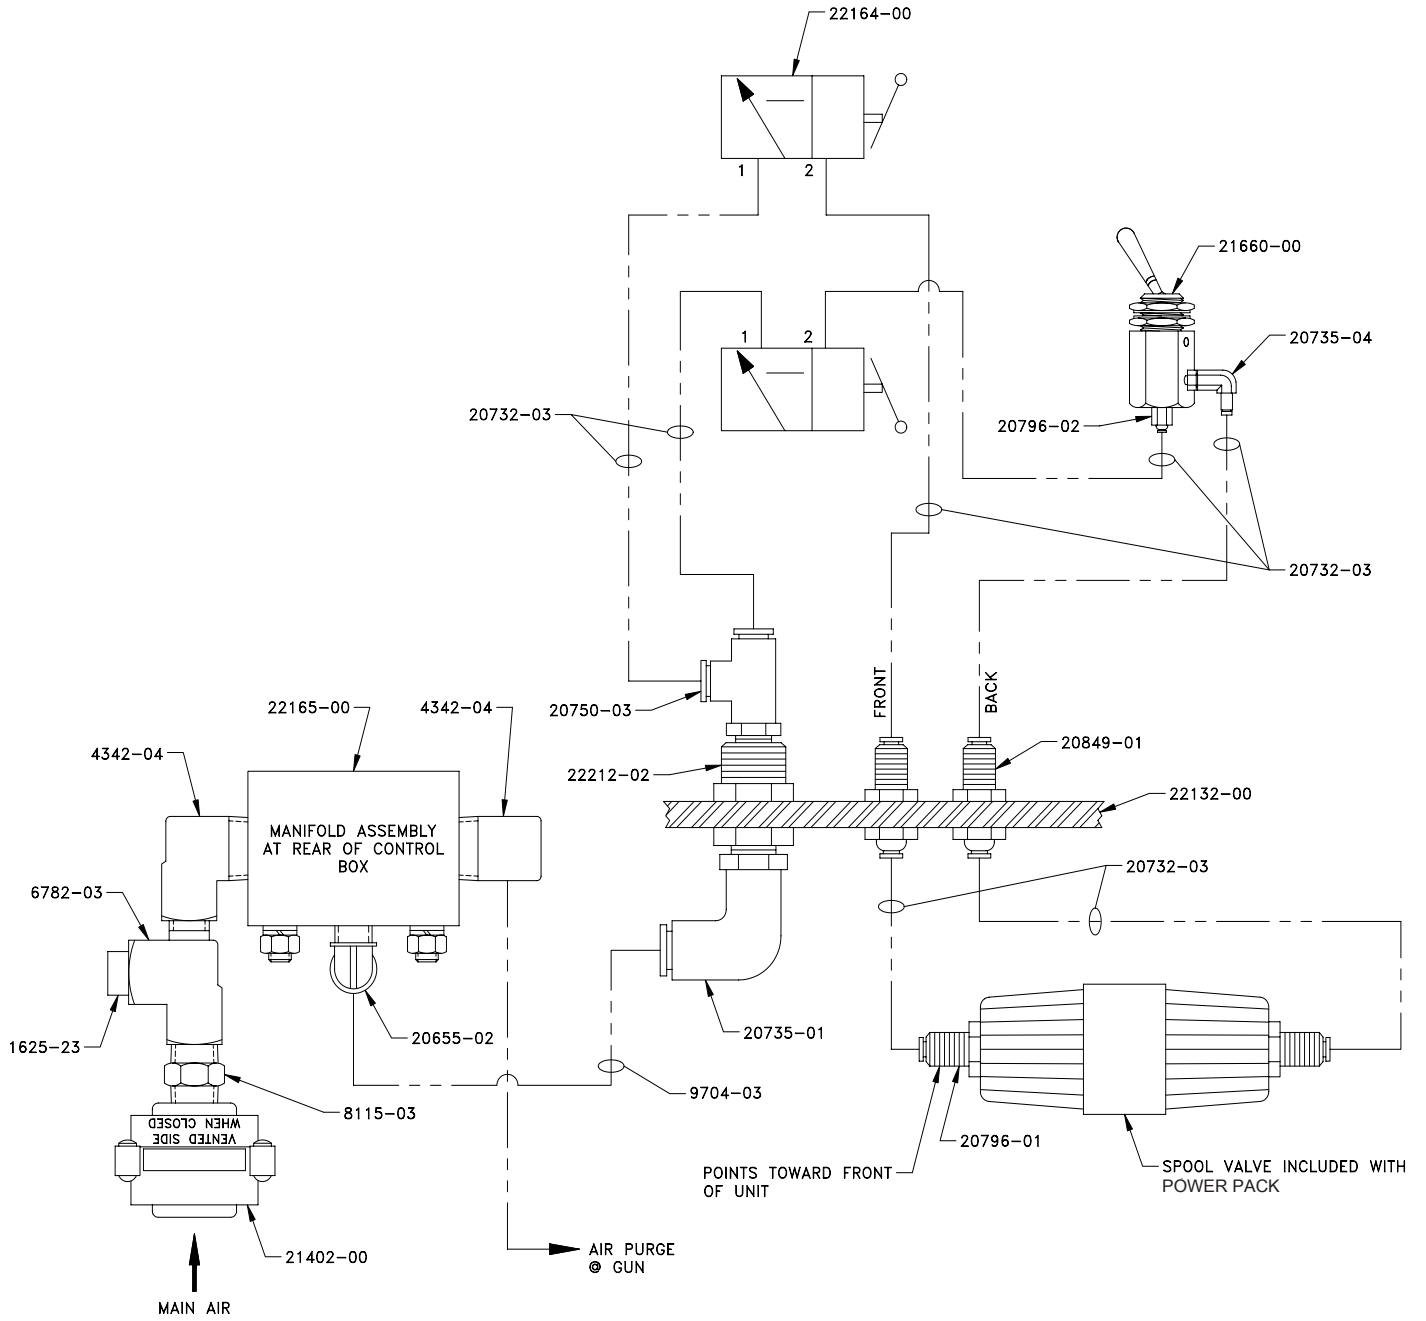 22164-00
1 2
21660-00
1 2
0
20735-04
20732-03
20796-02
20732-03
FRONT
BACK
22165-00
4342-04
20750-03
4342-04
20849-01
22212-02
22132-00
MANIFOLD ASSEMBLY
AT REAR OF CONTROL
BOX
6782-03
20732-03
1625-23
20655-02
20735-01
8115-03
9704-03
VENTED SIDE
WHEN CLOSED
20796-01
POINTS TOWARD FRONT
OF UNIT
SPOOL VALVE INCLUDED WITH
POWER PACK
21402-00
AIR PURGE
@ GUN
MAIN AIR